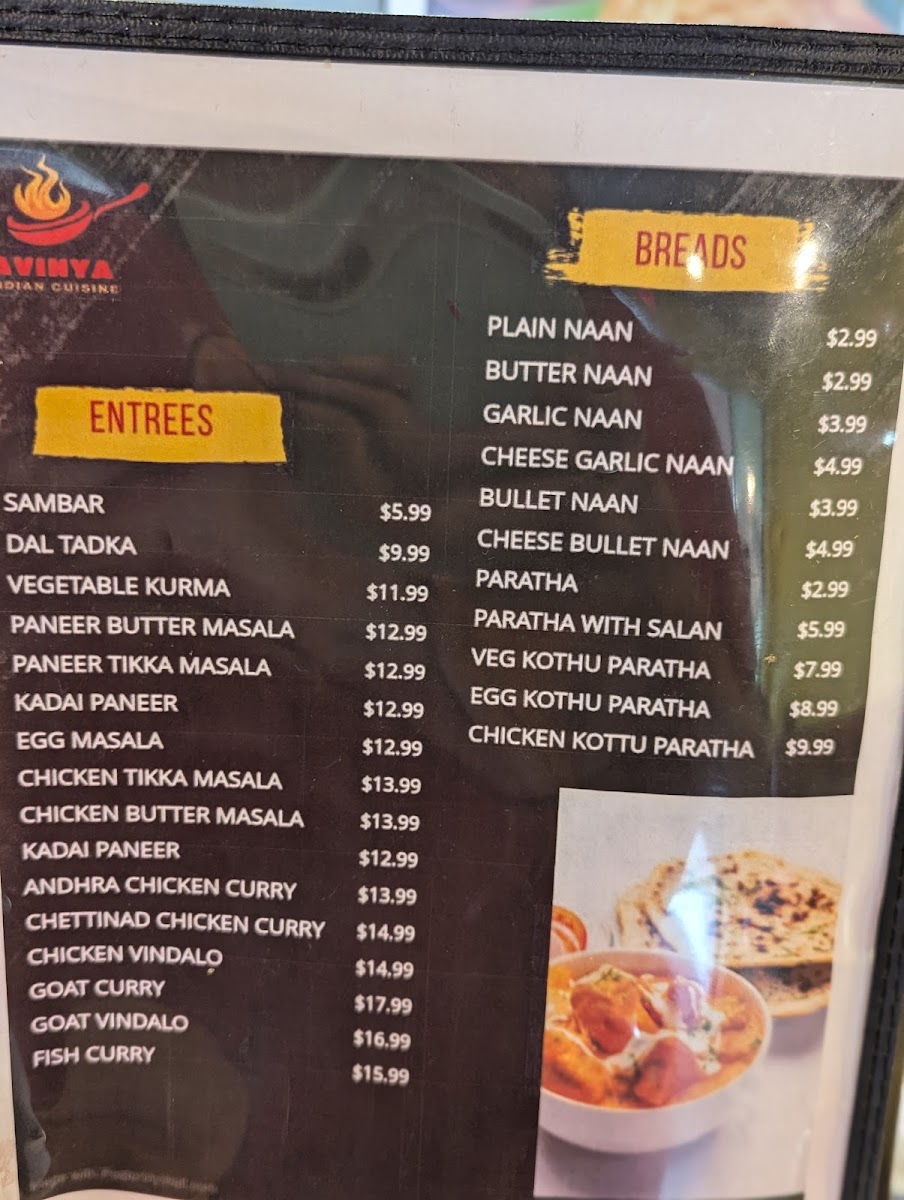 AVINYA
INDIAN CUISINE
ENTREES
SAMBAR $5.99
DAL TADKA $9.99
VEGETABLE KURMA $11.99
PANEER BUTTER MASALA $12.99
PANEER TIKKA MASALA $12.99
KADAI PANEER $12.99
EGG MASALA $12.99
CHICKEN TIKKA MASALA $13.99
CHICKEN BUTTER MASALA $13.99
KADAI PANEER $12.99
ANDHRA CHICKEN CURRY $13.99
CHETTINAD CHICKEN CURRY $14.99
CHICKEN VINDALO $14.99
GOAT CURRY $17.99
GOAT VINDALO $16.99
FISH CURRY $15.99
BREADS
PLAIN NAAN $2.99
BUTTER NAAN $2.99
GARLIC NAAN $3.99
CHEESE GARLIC NAAN $4.99
BULLET NAAN $3.99
CHEESE BULLET NAAN $4.99
PARATHA $2.99
PARATHA WITH SALAN $5.99
VEG KOTHU PARATHA $7.99
EGG KOTHU PARATHA $8.99
CHICKEN KOTTU PARATHA $9.99